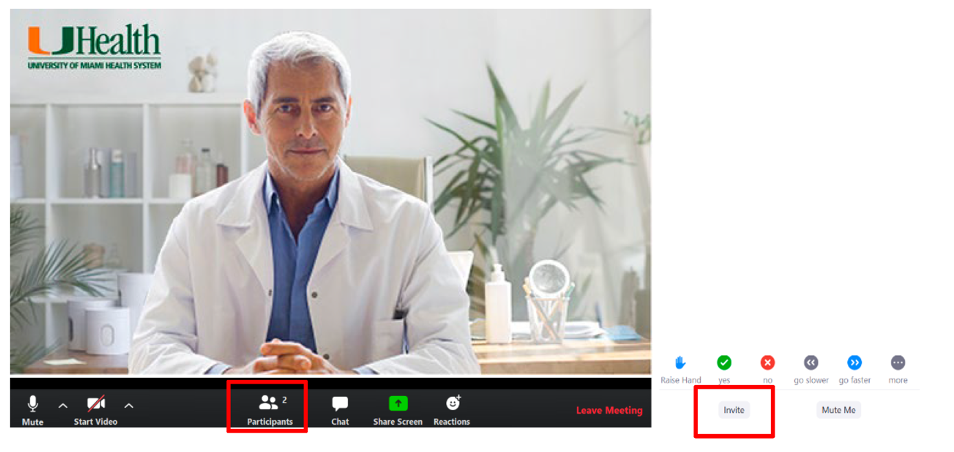 UHealth
UNIVERSITY OF MIAMI HEALTH SYSTEM
Raise Hand yes no go slower go faster more
Invite Mute Me
2
Mute Start Video Participants Chat Share Screen Reactions Leave Meeting